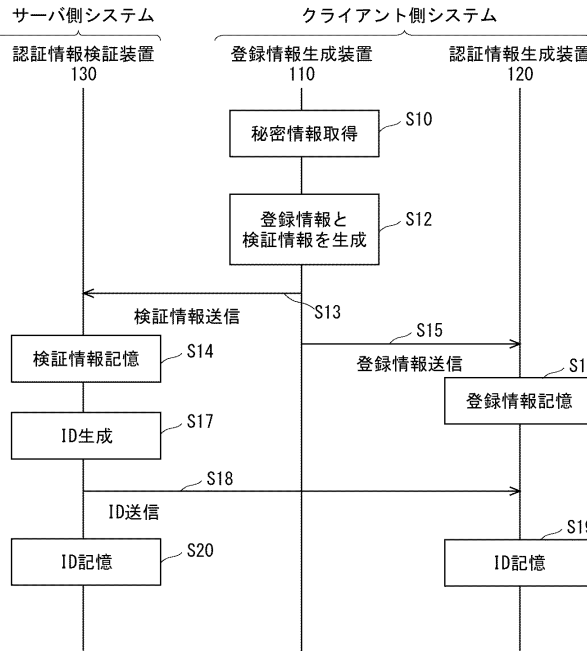 サーバ側システム
クライアント側システム
認証情報検証装置
130
登録情報生成装置
110
認証情報生成装置
120
秘密情報取得
S10
登録情報と
検証情報を生成
S12
検証情報送信
S13
S15
登録情報送信
検証情報記憶
S14
S1
登録情報記憶
ID生成
S17
S18
ID送信
ID記憶
S20
S19
ID記憶